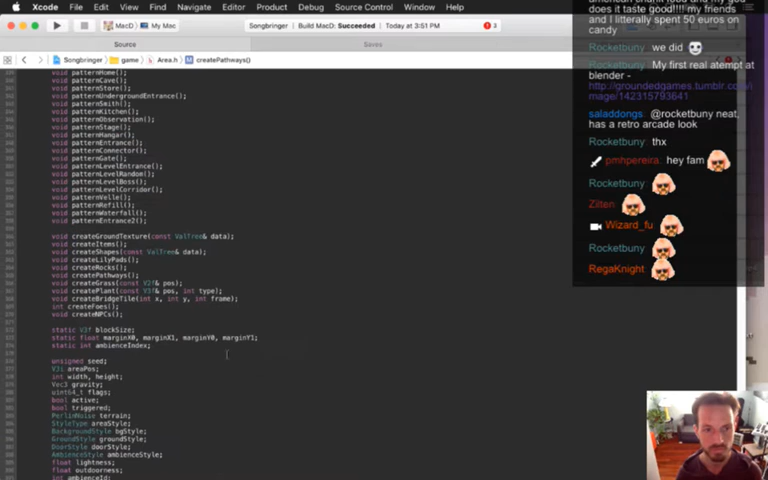 Xcode File Edit View Find Navigate Editor Product Debug Source Control Window Help
MacD My Mac Songbringer | Build MacD: Succeeded | Today at 3:51 PM 3
Source Saves
Songbringer game Area.h createPathways()
void patternHome();
void patternCave();
void patternStore();
void patternUndergroundEntrance();
void patternSmith();
void patternKitchen();
void patternObservation();
void patternStage();
void patternHangar();
void patternEntrance();
void patternConnector();
void patternGate();
void patternLevelEntrance();
void patternLevelRandom();
void patternLevelBoss();
void patternLevelCorridor();
void patternVelle();
void patternRefill();
void patternWaterfall();
void patternEntrance2();
void createGroundTexture(const ValTree& data);
void createItems();
void createShapes(const ValTree& data);
void createLilyPads();
void createRocks();
void createPathways();
void createGrass(const V2f& pos);
void createPlant(const V3f& pos, int type);
void createBridgeTile(int x, int y, int frame);
int createFoes();
void createNPCs();
static V3f blockSize;
static float marginX0, marginX1, marginY0, marginY1;
static int ambienceIndex;
unsigned seed;
V3i areaPos;
int width, height;
Vec3 gravity;
uint64_t flags;
bool active;
bool triggered;
PerlinNoise terrain;
StyleType areaStyle;
BackgroundStyle bgStyle;
GroundStyle groundStyle;
DoorStyle doorStyle;
AmbienceStyle ambienceStyle;
float lightness;
float outdoorness;
int ambienceId;
does it taste good!!!! my friends
and I litterally spent 50 euros on
candy
Rocketbuny: we did
Rocketbuny: My first real atempt at
blender -
http://groundedgames.tumblr.com/
image/142315793641
saladdongs: @rocketbuny neat,
has a retro arcade look
Rocketbuny: thx
pmhpereira: hey fam
Rocketbuny:
Zilten:
Wizard_fu:
Rocketbuny:
RegaKnight: